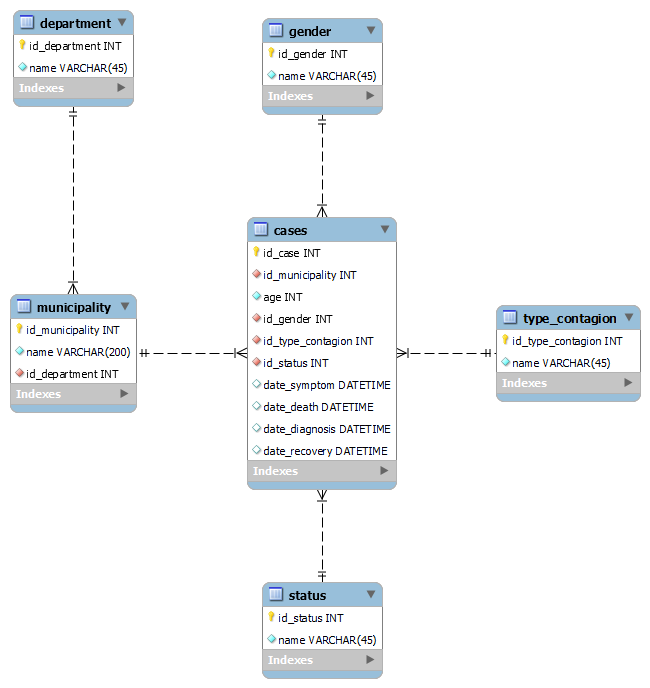 department
id_department INT
name VARCHAR(45)
Indexes
gender
id_gender INT
name VARCHAR(45)
Indexes
cases
id_case INT
id_municipality INT
age INT
id_gender INT
id_type_contagion INT
id_status INT
date_symptom DATETIME
date_death DATETIME
date_diagnosis DATETIME
date_recovery DATETIME
Indexes
municipality
id_municipality INT
name VARCHAR(200)
id_department INT
Indexes
type_contagion
id_type_contagion INT
name VARCHAR(45)
Indexes
status
id_status INT
name VARCHAR(45)
Indexes